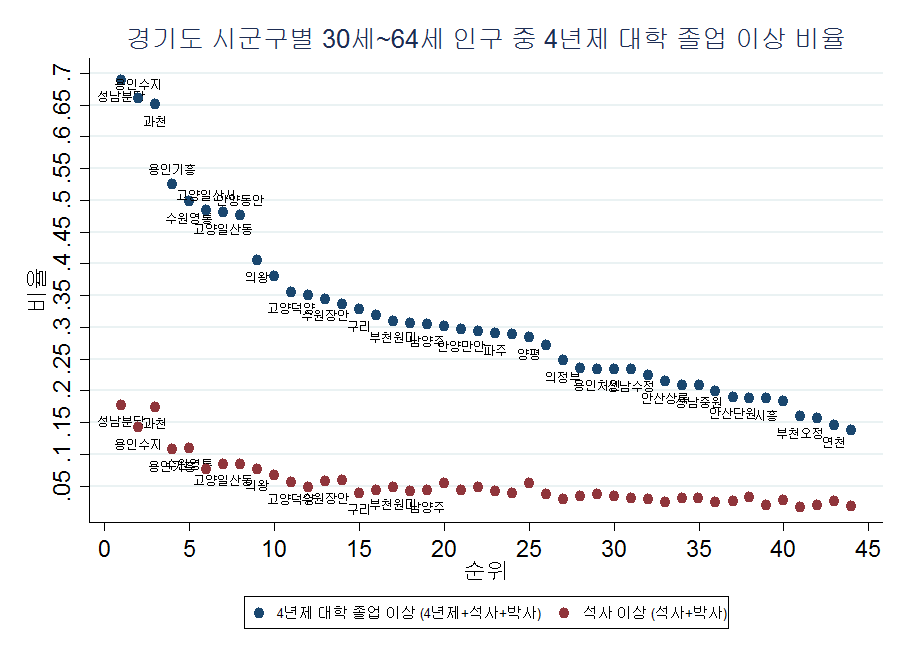 경기도 시군구별 30세~64세 인구 중 4년제 대학 졸업 이상 비율
비율
.7
.65
.6
.55
.5
.45
.4
.35
.3
.25
.2
.15
.1
.05
용인수지
성남분당
과천
용인기흥
고양일산서
안양동안
수원영통
고양일산동
의왕
고양덕양
수원장안
구리
부천원미
남양주
안양만안
파주
양평
의정부
용인처인
성남수정
안산상록
성남중원
안산단원
시흥
부천오정
연천
성남분당
과천
용인수지
용인기흥
수원영통
고양일산동
의왕
고양덕양
수원장안
구리
부천원미
남양주
0 5 10 15 20 25 30 35 40 45
순위
4년제 대학 졸업 이상 (4년제+석사+박사)
석사 이상 (석사+박사)